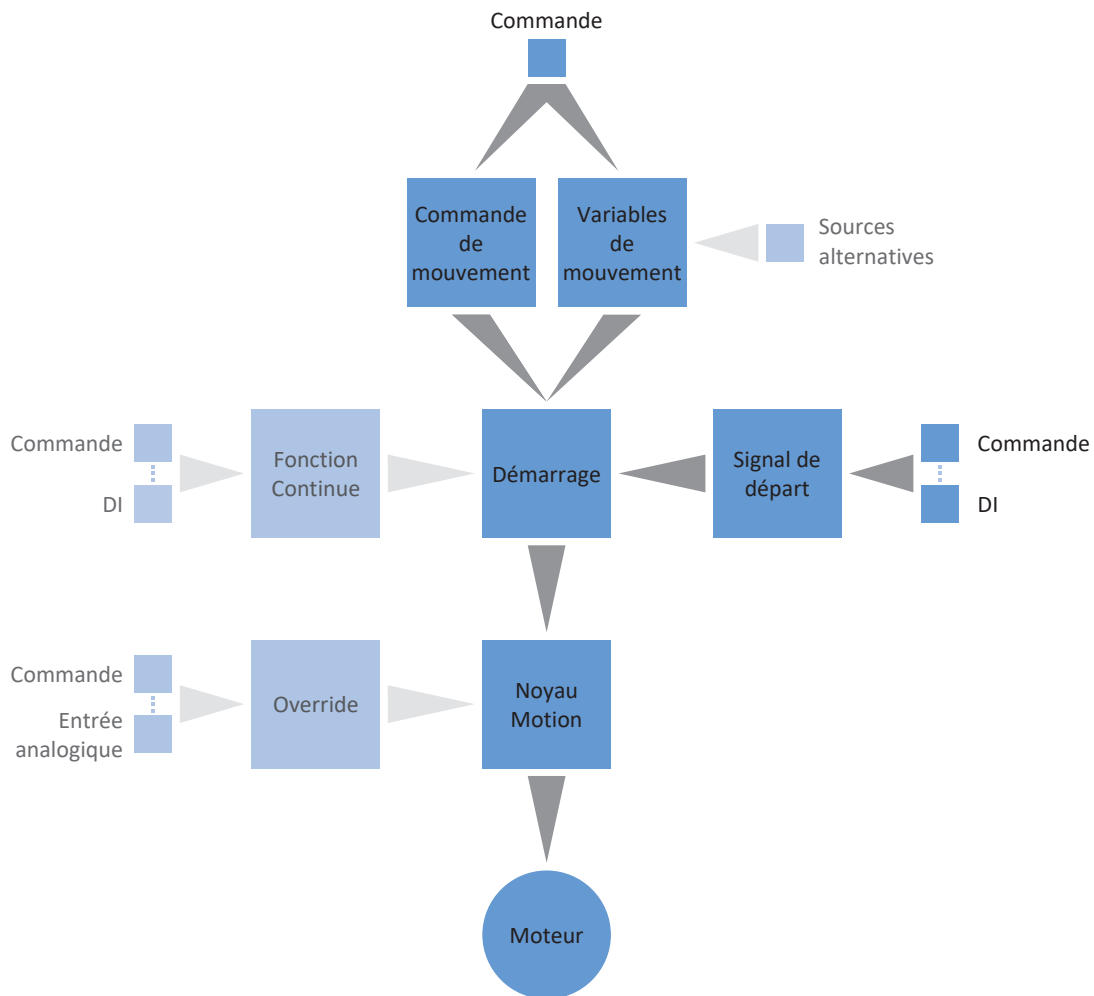 Commande
Commande
de
mouvement
Variables
de
mouvement
Sources
alternatives
Commande
DI
Fonction
Continue
Démarrage
Signal de
départ
Commande
DI
Commande
Entrée
analogique
Override
Noyau
Motion
Moteur